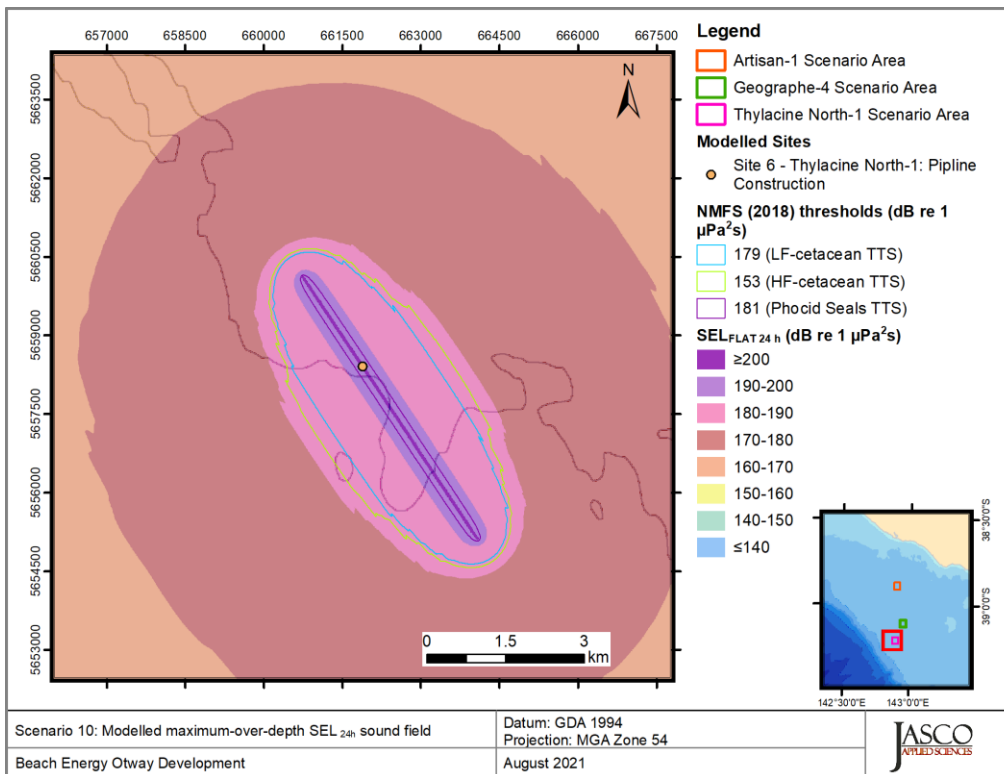 657000 658500 660000 661500 663000 664500 666000 667500
5663500
5662000
5660500
5659000
5657500
5656000
5654500
5653000
N
0 1.5 3
km
Legend
Artisan-1 Scenario Area
Geographe-4 Scenario Area
Thylacine North-1 Scenario Area
Modelled Sites
Site 6 - Thylacine North-1: Pipline
Construction
NMFS (2018) thresholds (dB re 1
µPa²s)
179 (LF-cetacean TTS)
153 (HF-cetacean TTS)
181 (Phocid Seals TTS)
SELFLAT 24 h (dB re 1 µPa²s)
≥200
190-200
180-190
170-180
160-170
150-160
140-150
≤140
38°30'S
39°0'0"S
142°30'0"E 143°0'0"E
Scenario 10: Modelled maximum-over-depth SEL 24h sound field
Datum: GDA 1994
Projection: MGA Zone 54
Beach Energy Otway Development
August 2021
JASCO
APPLIED SCIENCES